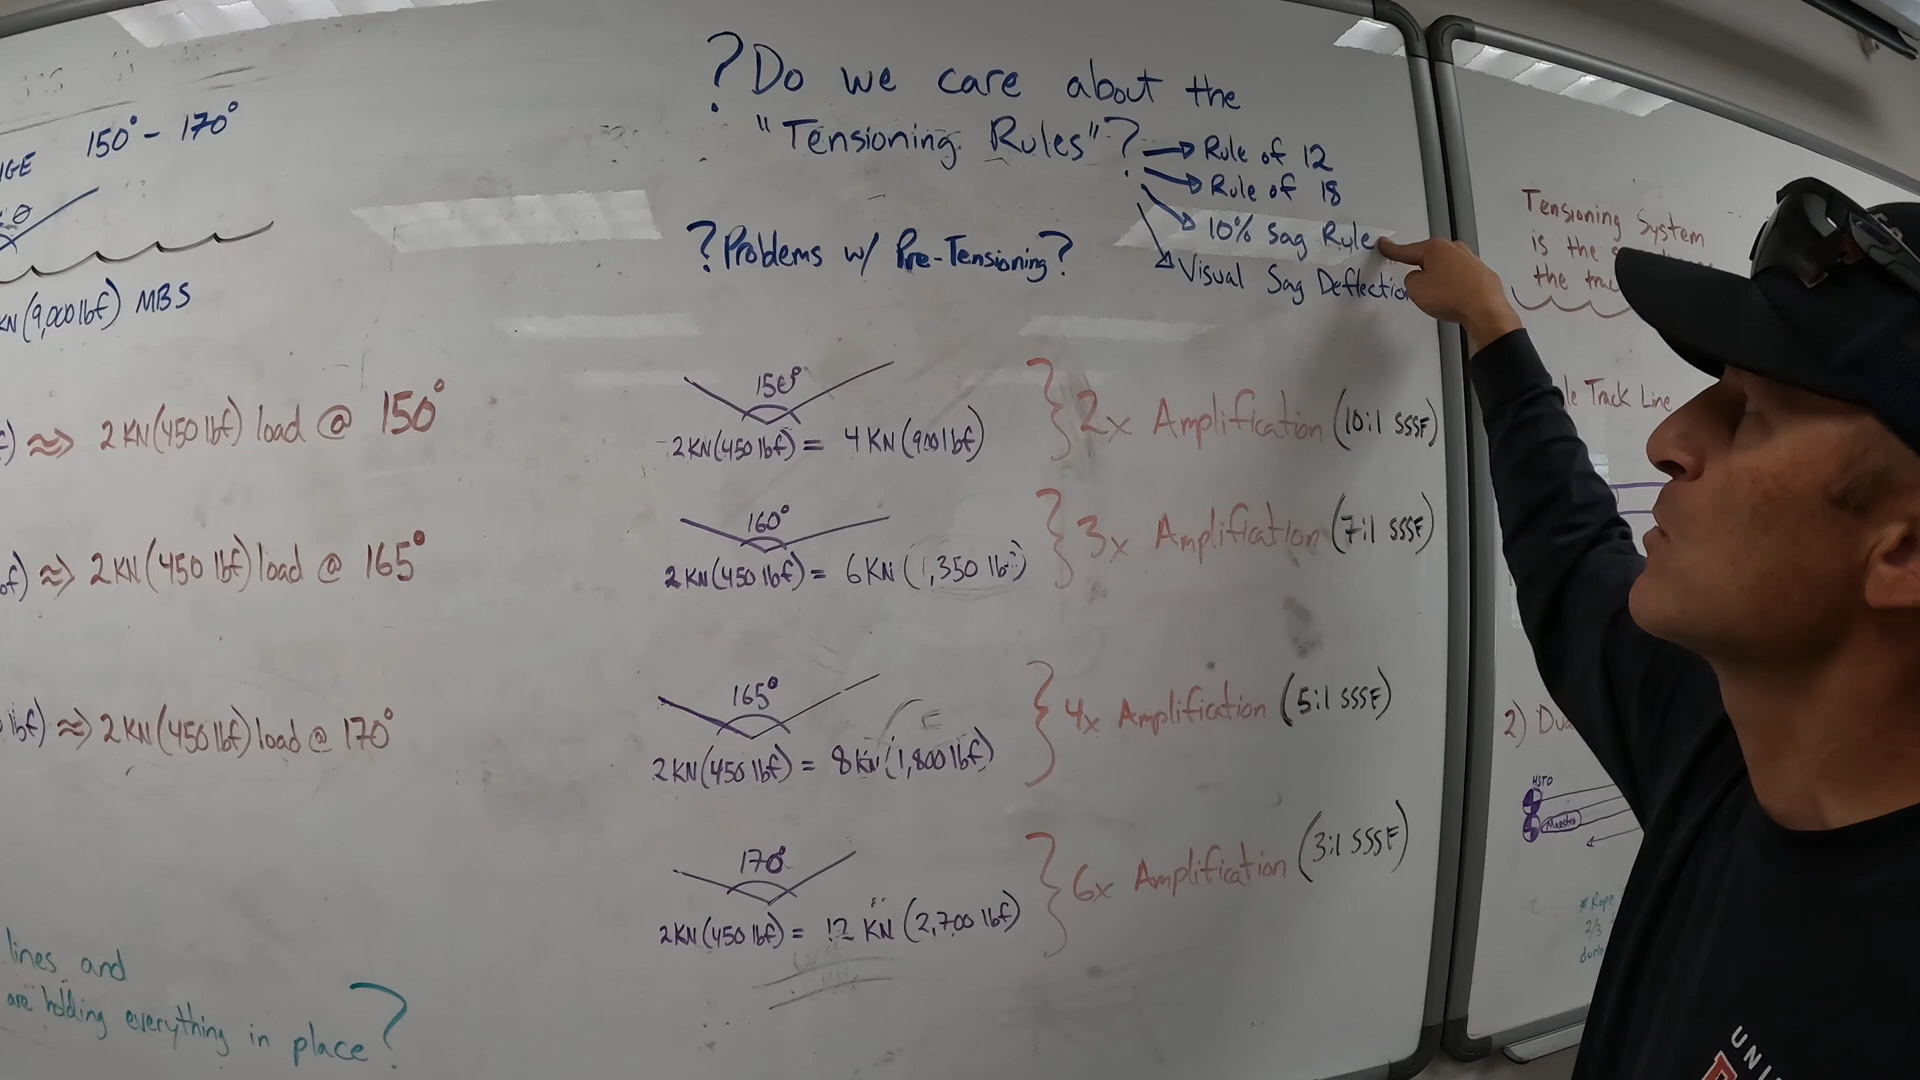 150° - 170°
θ
KN (9,000 lbf) MBS
≈> 2 KN (450 lbf) load @ 150°
≈> 2 KN (450 lbf) load @ 165°
lbf) ≈> 2 KN (450 lbf) load @ 170°
lines and
are holding everything in place?
? Do we care about the
"Tensioning Rules"?
→ Rule of 12
→ Rule of 18
→ 10% Sag Rule
→ Visual Sag Deflection
? Problems w/ Pre-Tensioning?
150°
2 KN (450 lbf) = 4 KN (900 lbf) } 2x Amplification (10:1 SSSF)
160°
2 KN (450 lbf) = 6 KN (1,350 lbf) } 3x Amplification (7:1 SSSF)
165°
2 KN (450 lbf) = 8 KN (1,800 lbf) } 4x Amplification (5:1 SSSF)
170°
2 KN (450 lbf) = 12 KN (2,700 lbf) } 6x Amplification (3:1 SSSF)
Tensioning System
is the
the
Track Line
2)
HSTD
Maestro
*Rope
2/3
UNI